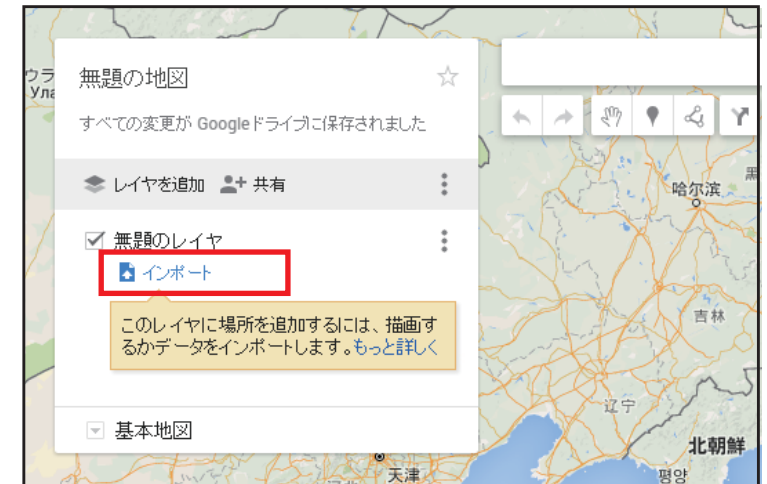 ウラ
Ула
無題の地図
すべての変更が Googleドライブに保存されました
レイヤを追加 共有
無題のレイヤ
インポート
このレイヤに場所を追加するには、描画す
るかデータをインポートします。もっと詳しく
基本地図
哈尔滨
黑
吉林
辽宁
北朝鮮
天津
평양